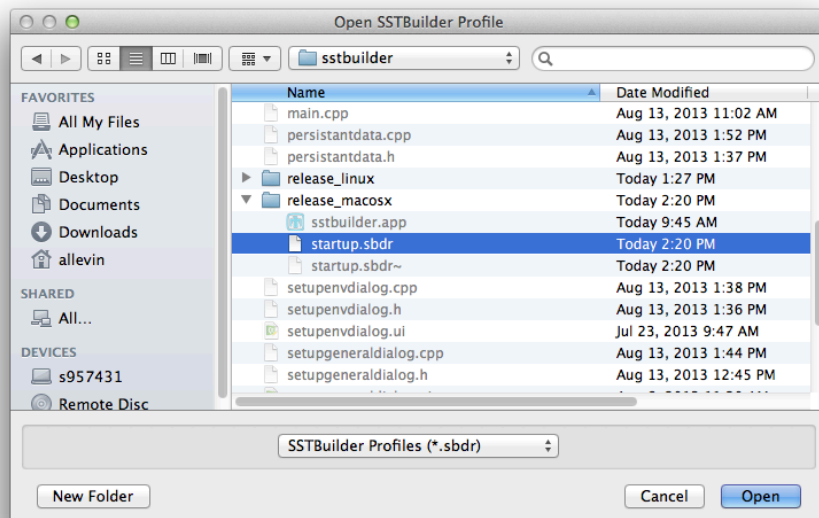 Open SSTBuilder Profile
sstbuilder
FAVORITES
All My Files
Applications
Desktop
Documents
Downloads
allevin
SHARED
All...
DEVICES
s957431
Remote Disc
Name Date Modified
main.cpp Aug 13, 2013 11:02 AM
persistantdata.cpp Aug 13, 2013 1:52 PM
persistantdata.h Aug 13, 2013 1:37 PM
release_linux Today 1:27 PM
release_macosx Today 2:20 PM
sstbuilder.app Today 9:45 AM
startup.sbdr Today 2:20 PM
startup.sbdr~ Today 2:20 PM
setupenvdialog.cpp Aug 13, 2013 1:38 PM
setupenvdialog.h Aug 13, 2013 1:36 PM
setupenvdialog.ui Jul 23, 2013 9:47 AM
setupgeneraldialog.cpp Aug 13, 2013 1:44 PM
setupgeneraldialog.h Aug 13, 2013 12:45 PM
SSTBuilder Profiles (*.sbdr)
New Folder Cancel Open